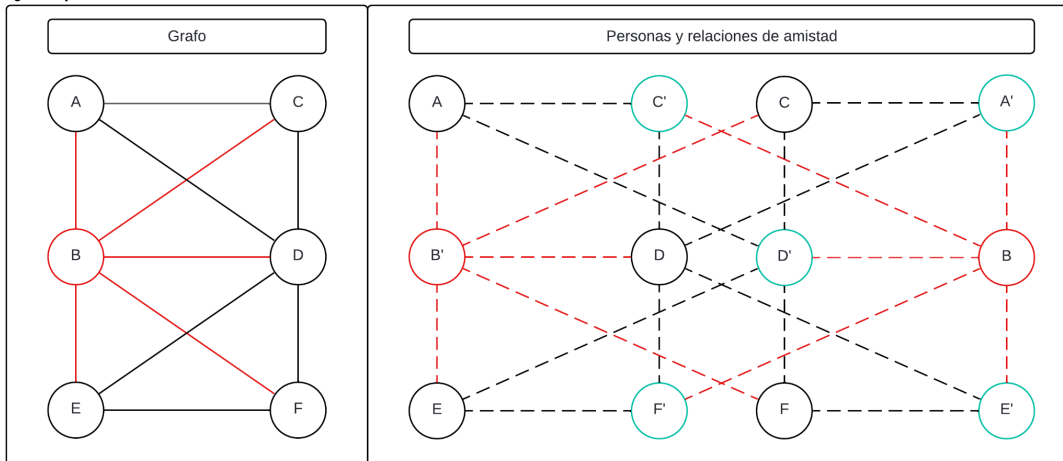 Grafo
Personas y relaciones de amistad
A C A C' C A'
B D B' D D' B
E F E F' F E'